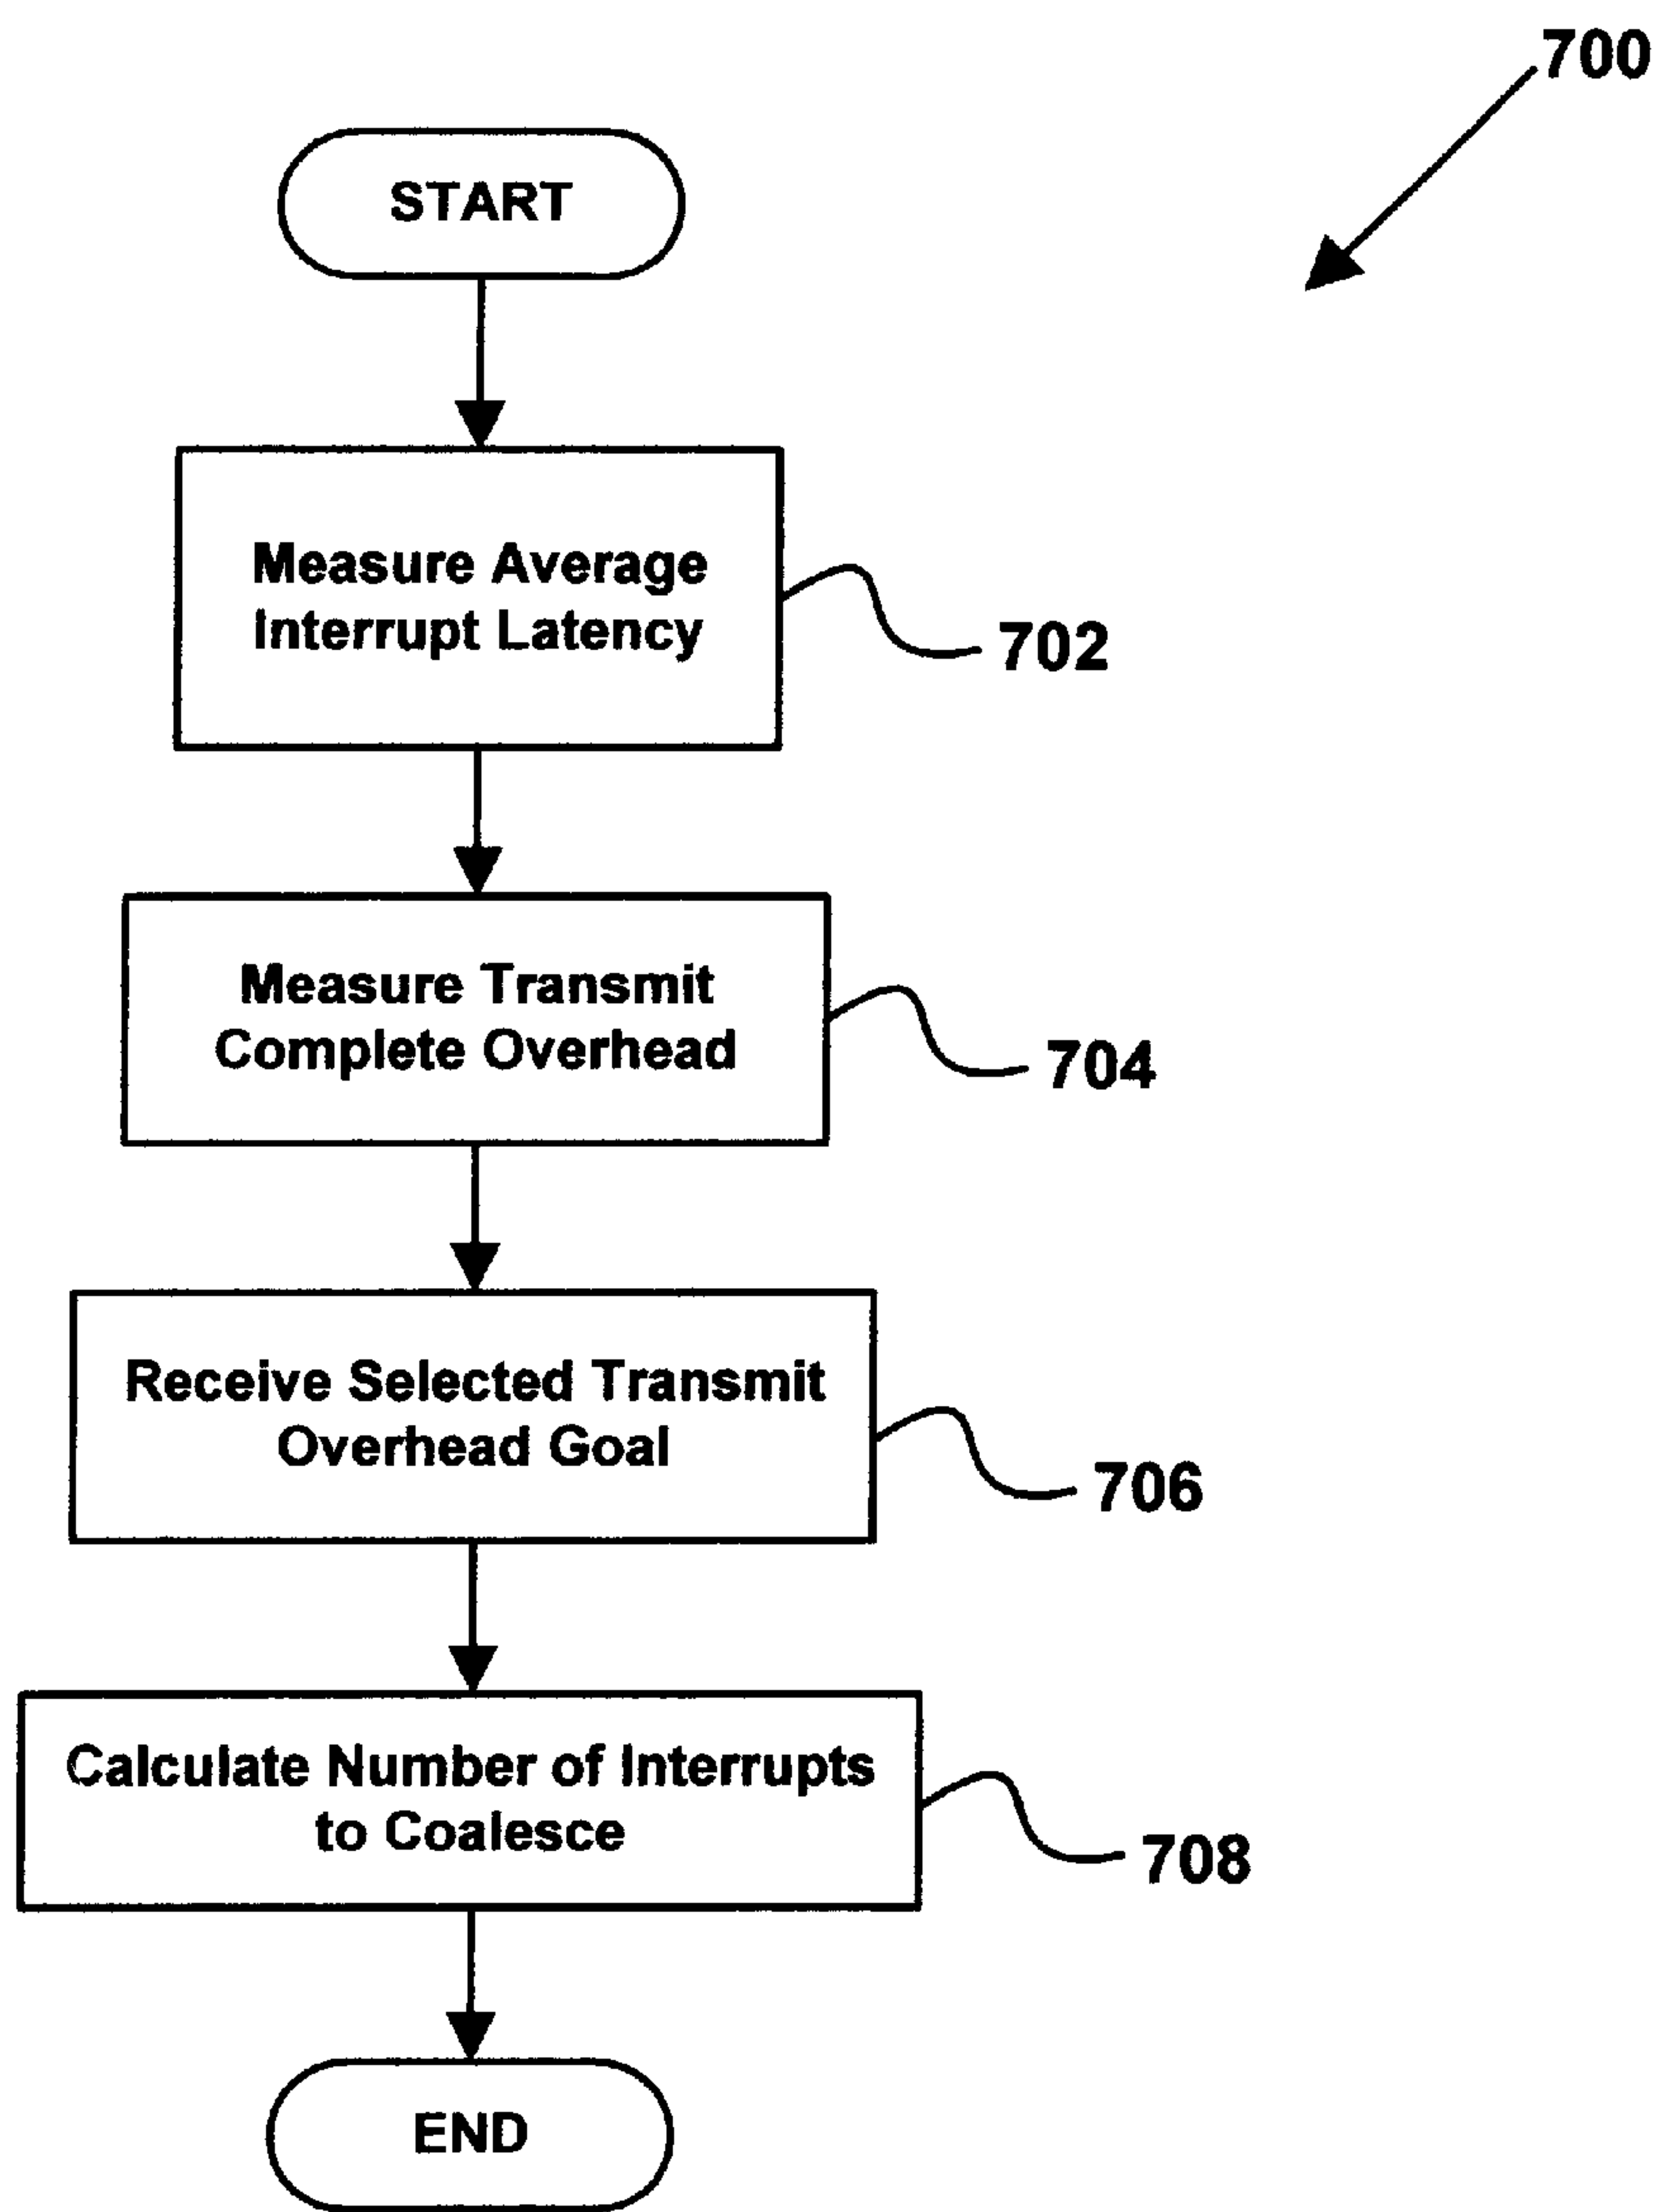 700
START
Measure Average
Interrupt Latency
702
Measure Transmit
Complete Overhead
704
Receive Selected Transmit
Overhead Goal
706
Calculate Number of Interrupts
to Coalesce
708
END